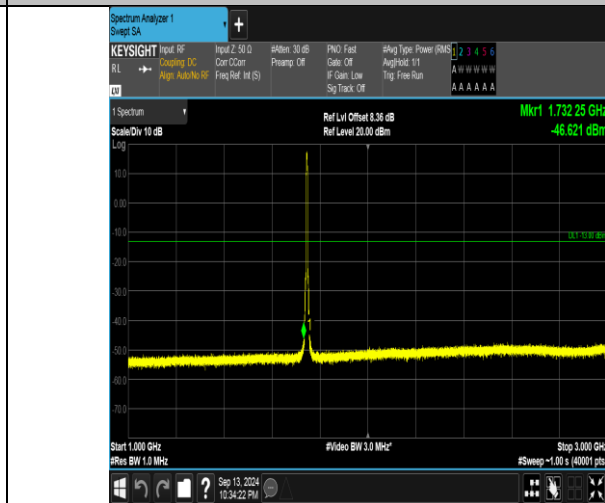 Spectrum Analyzer 1
Swept SA
+
KEYSIGHT Input: RF Input Z: 50 Ω #Atten: 30 dB PNO: Fast #Avg Type: Power (RMS 1 2 3 4 5 6
RL Coupling: DC Corr CCorr Preamp: Off Gate: Off Avg|Hold: 1/1 A W W W W W
Align: Auto/No RF Freq Ref: Int (S) IF Gain: Low Trig: Free Run
Sig Track: Off A A A A A A
LXI
1 Spectrum Ref Lvl Offset 8.36 dB Mkr1 1.732 25 GHz
Scale/Div 10 dB Ref Level 20.00 dBm -46.621 dBm
Log
10.0
0.00
-10.0
DL1 -13.00 dBm
-20.0
-30.0
-40.0
-50.0
-60.0
-70.0
Start 1.000 GHz #Video BW 3.0 MHz* Stop 3.000 GHz
#Res BW 1.0 MHz #Sweep ~1.00 s (40001 pts
? Sep 13, 2024
10:34:22 PM